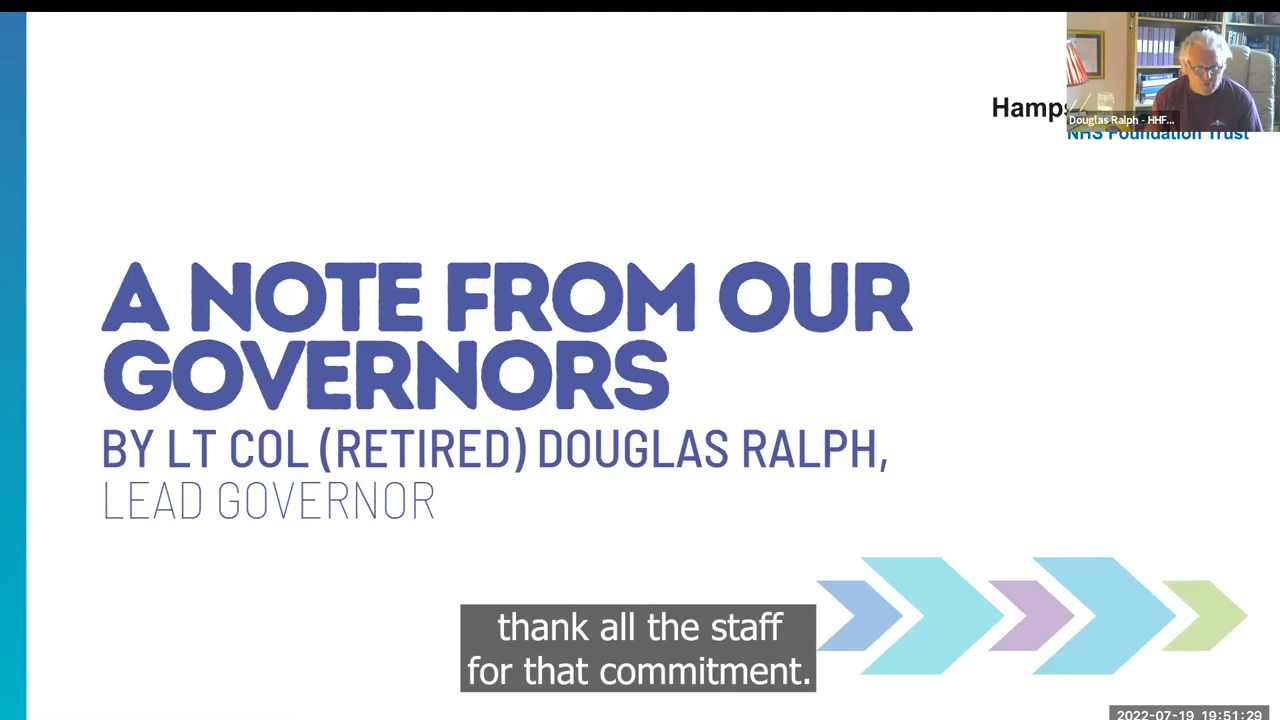 Hamps
Douglas Ralph - HHF...
NHS Foundation Trust
A NOTE FROM OUR
GOVERNORS
BY LT COL (RETIRED) DOUGLAS RALPH,
LEAD GOVERNOR
thank all the staff
for that commitment.
2022-07-19 19:51:29